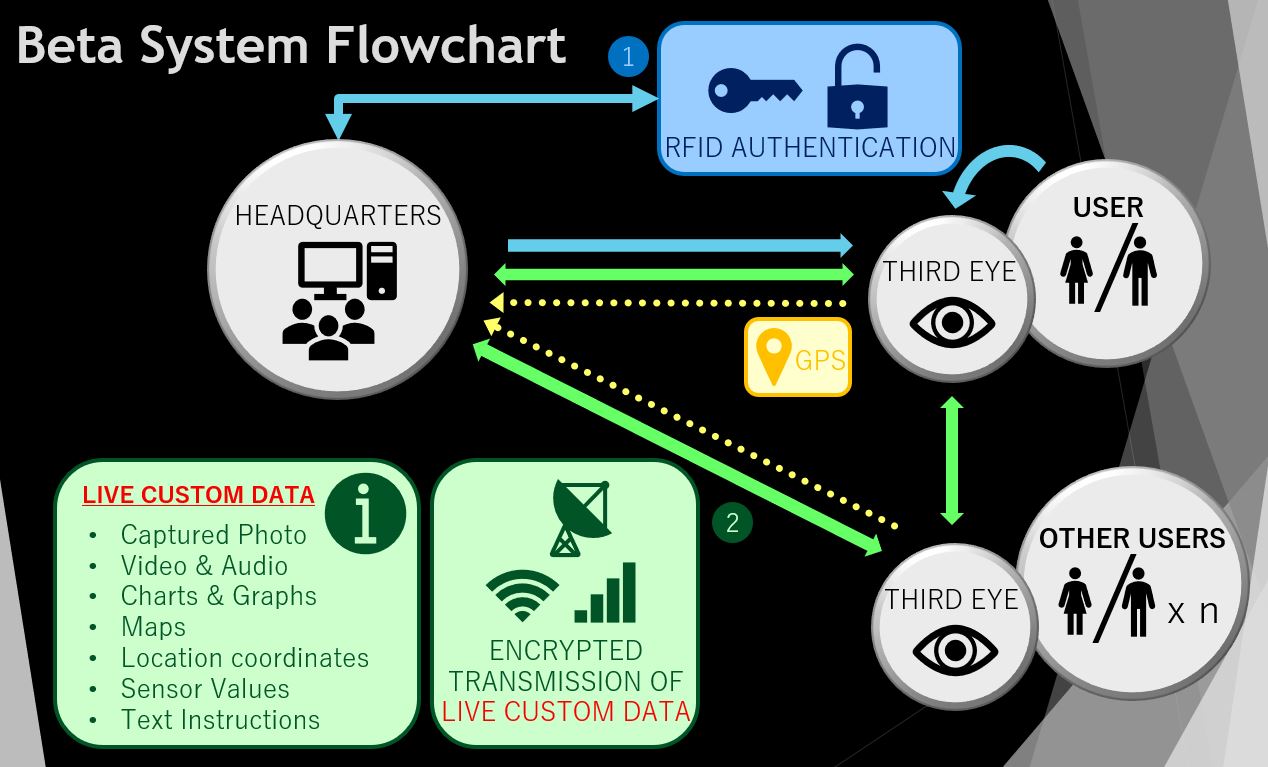 Beta System Flowchart
1
RFID AUTHENTICATION
HEADQUARTERS
USER
THIRD EYE
GPS
LIVE CUSTOM DATA
• Captured Photo
• Video & Audio
• Charts & Graphs
• Maps
• Location coordinates
• Sensor Values
• Text Instructions
i
ENCRYPTED
TRANSMISSION OF
LIVE CUSTOM DATA
2
OTHER USERS
x n
THIRD EYE